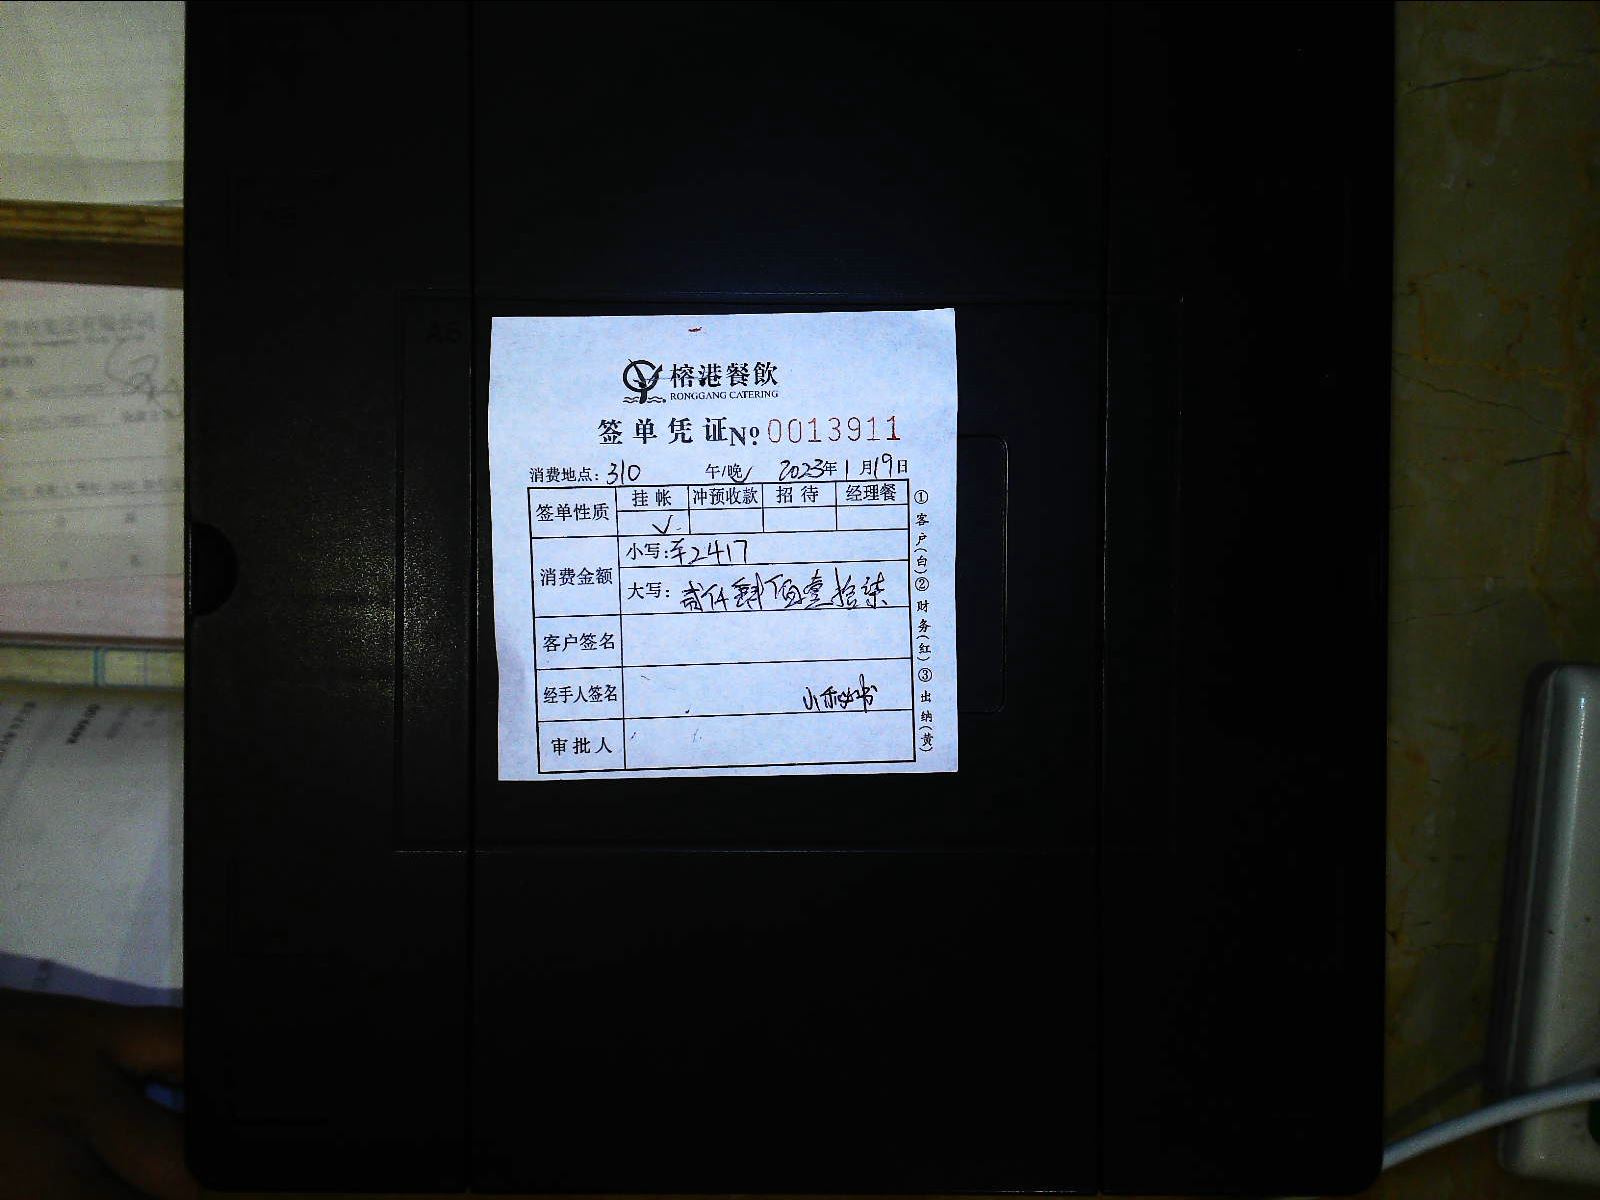 榕港餐飲
RONGGANG CATERING
签单凭证 No 0013911
消费地点：310 午/晚√ 2023年1月19日
签单性质 挂帐 冲预收款 招待 经理餐
√
消费金额 小写：¥2417
大写：贰仟肆佰壹拾柒
客户签名
经手人签名
审批人
①客户(白)②财务(红)③出纳(黄)
A5